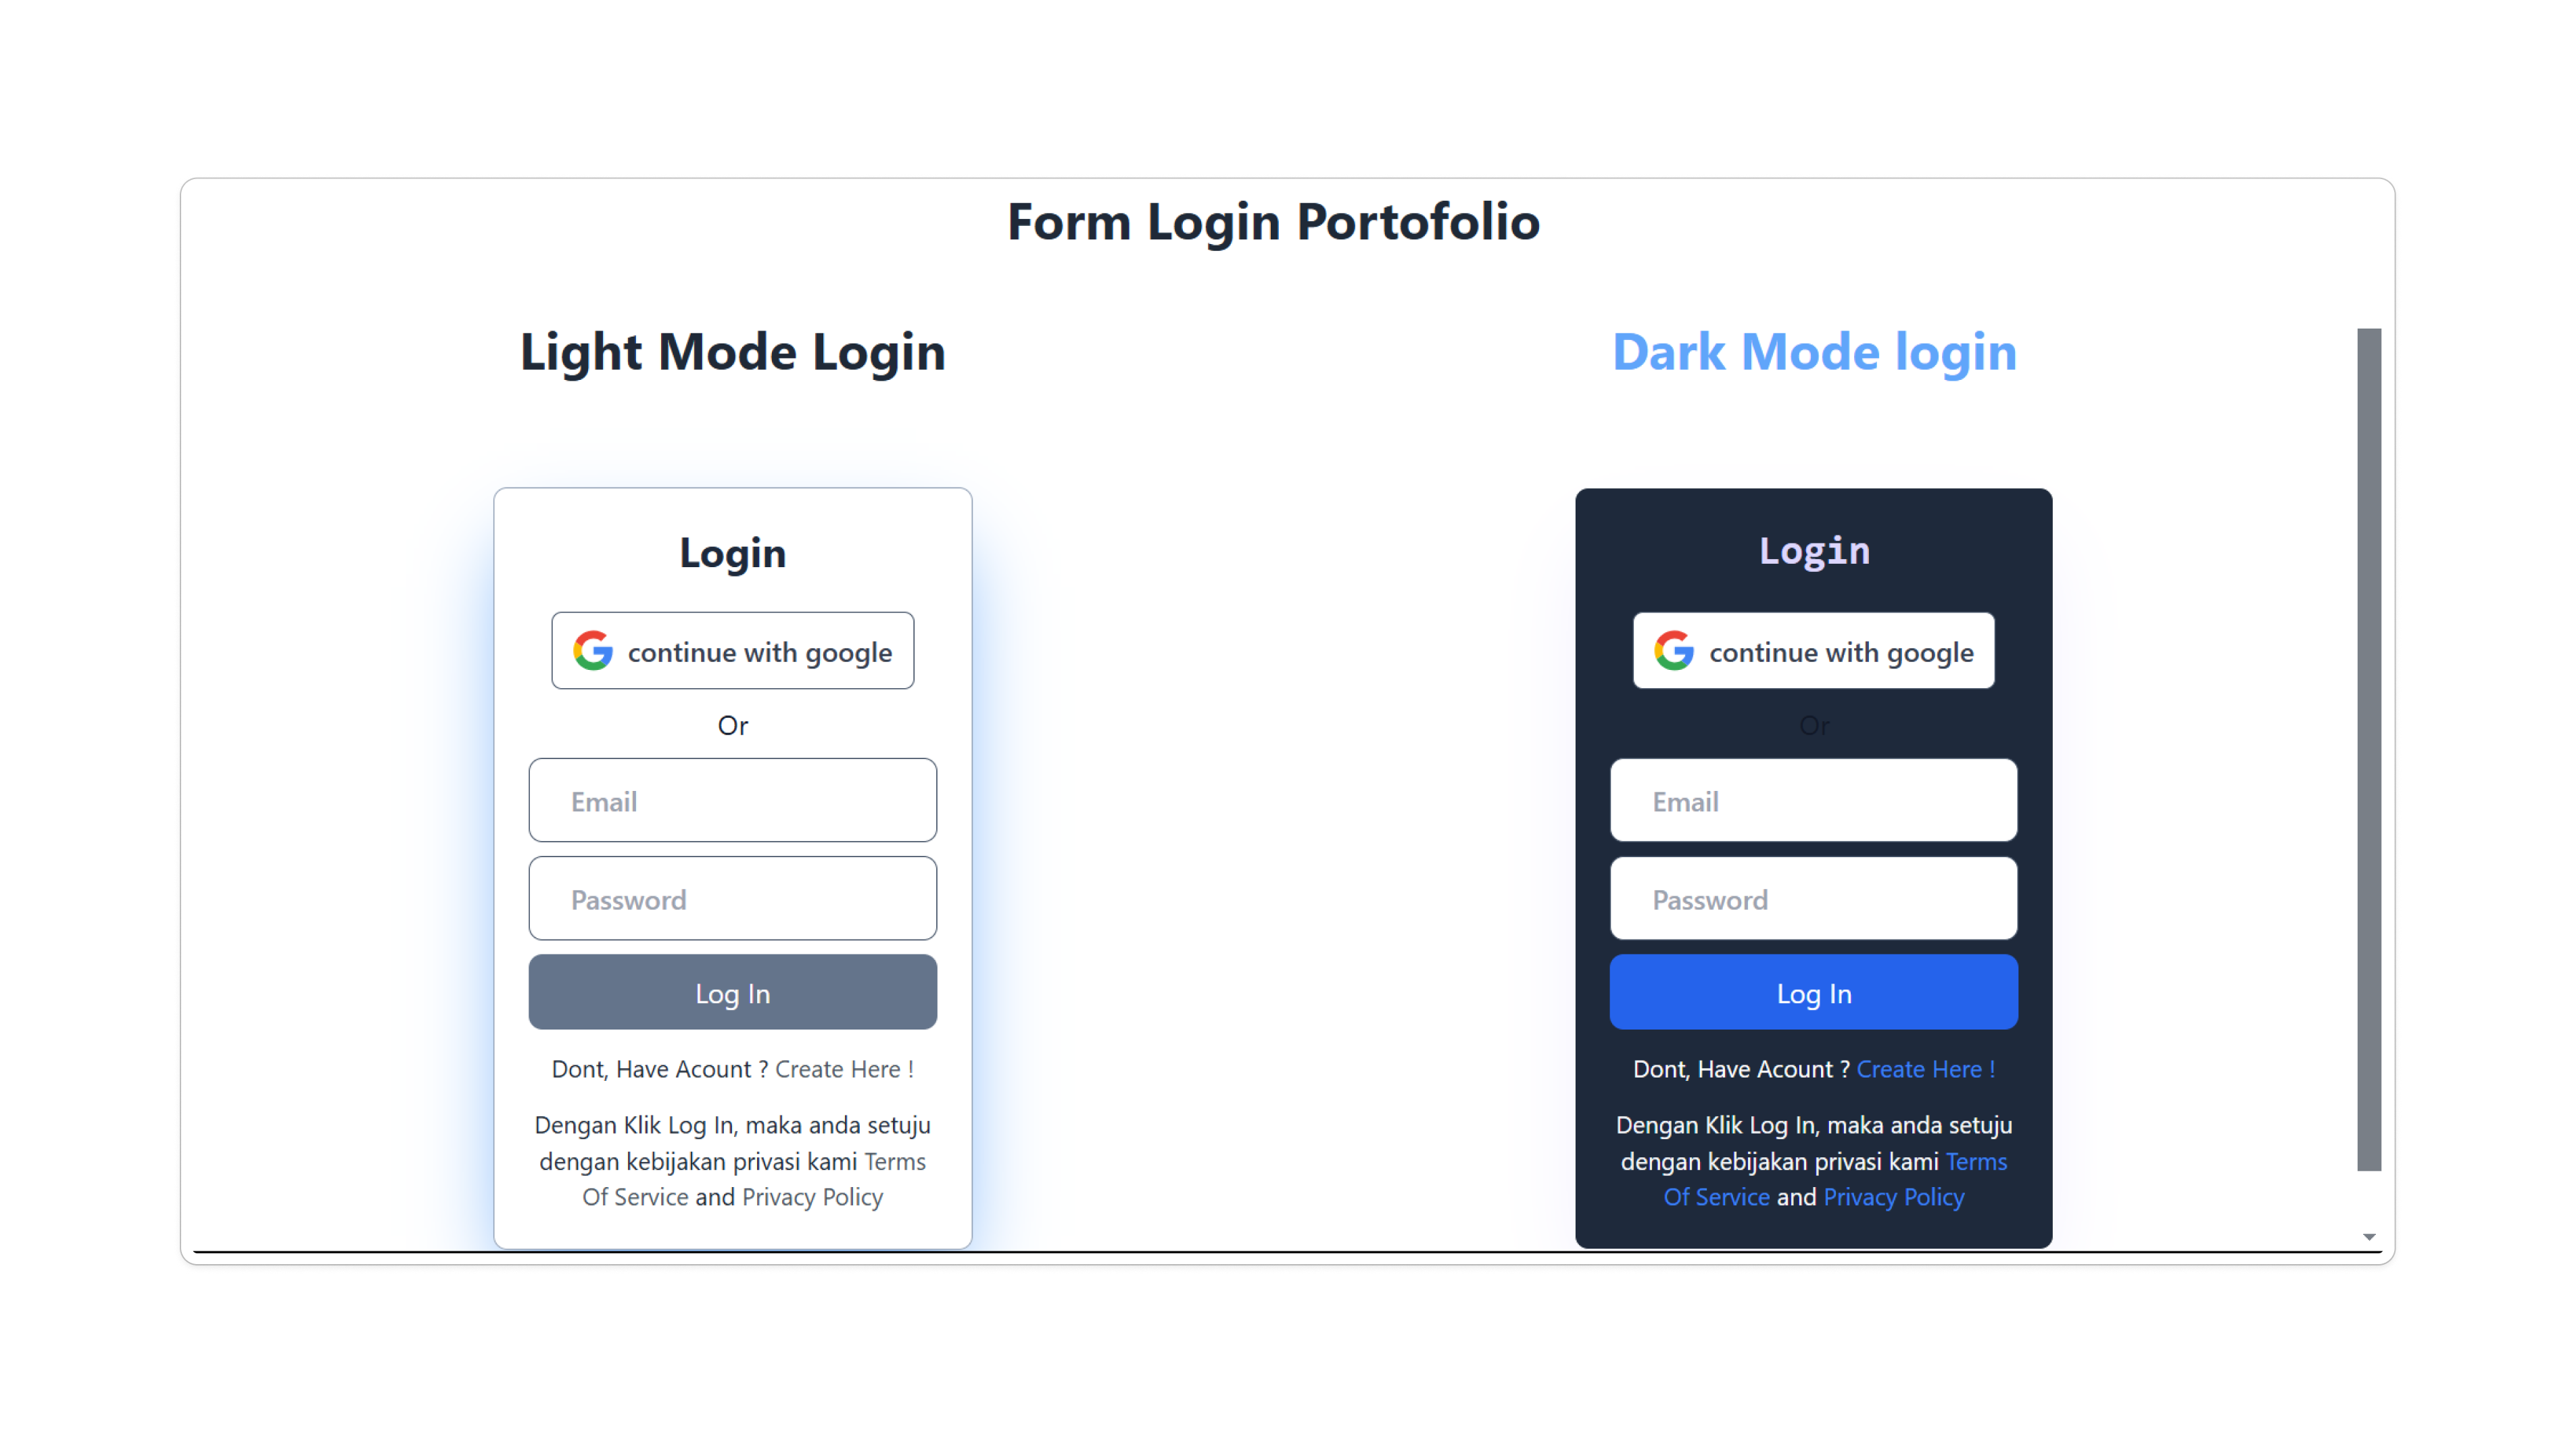 Form Login Portofolio
Light Mode Login
Login
continue with google
Or
Email
Password
Log In
Dont, Have Acount ? Create Here !
Dengan Klik Log In, maka anda setuju
dengan kebijakan privasi kami Terms
Of Service and Privacy Policy
Dark Mode login
Login
continue with google
Or
Email
Password
Log In
Dont, Have Acount ? Create Here !
Dengan Klik Log In, maka anda setuju
dengan kebijakan privasi kami Terms
Of Service and Privacy Policy